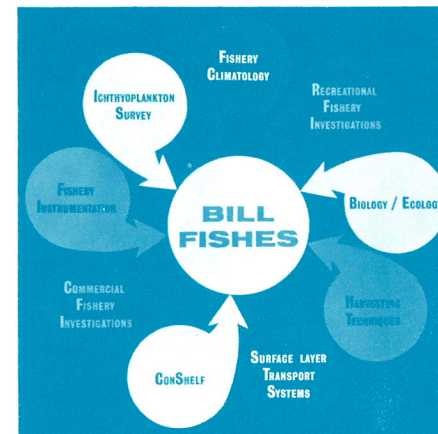 FISHERY
CLIMATOLOGY
ICHTHYOPLANKTON
SURVEY
RECREATIONAL
FISHERY
INVESTIGATIONS
FISHERY
INSTRUMENTATION
BILL
FISHES
BIOLOGY / ECOLOGY
COMMERCIAL
FISHERY
INVESTIGATIONS
HARVESTING
TECHNIQUES
CONSHELF
SURFACE LAYER
TRANSPORT
SYSTEMS